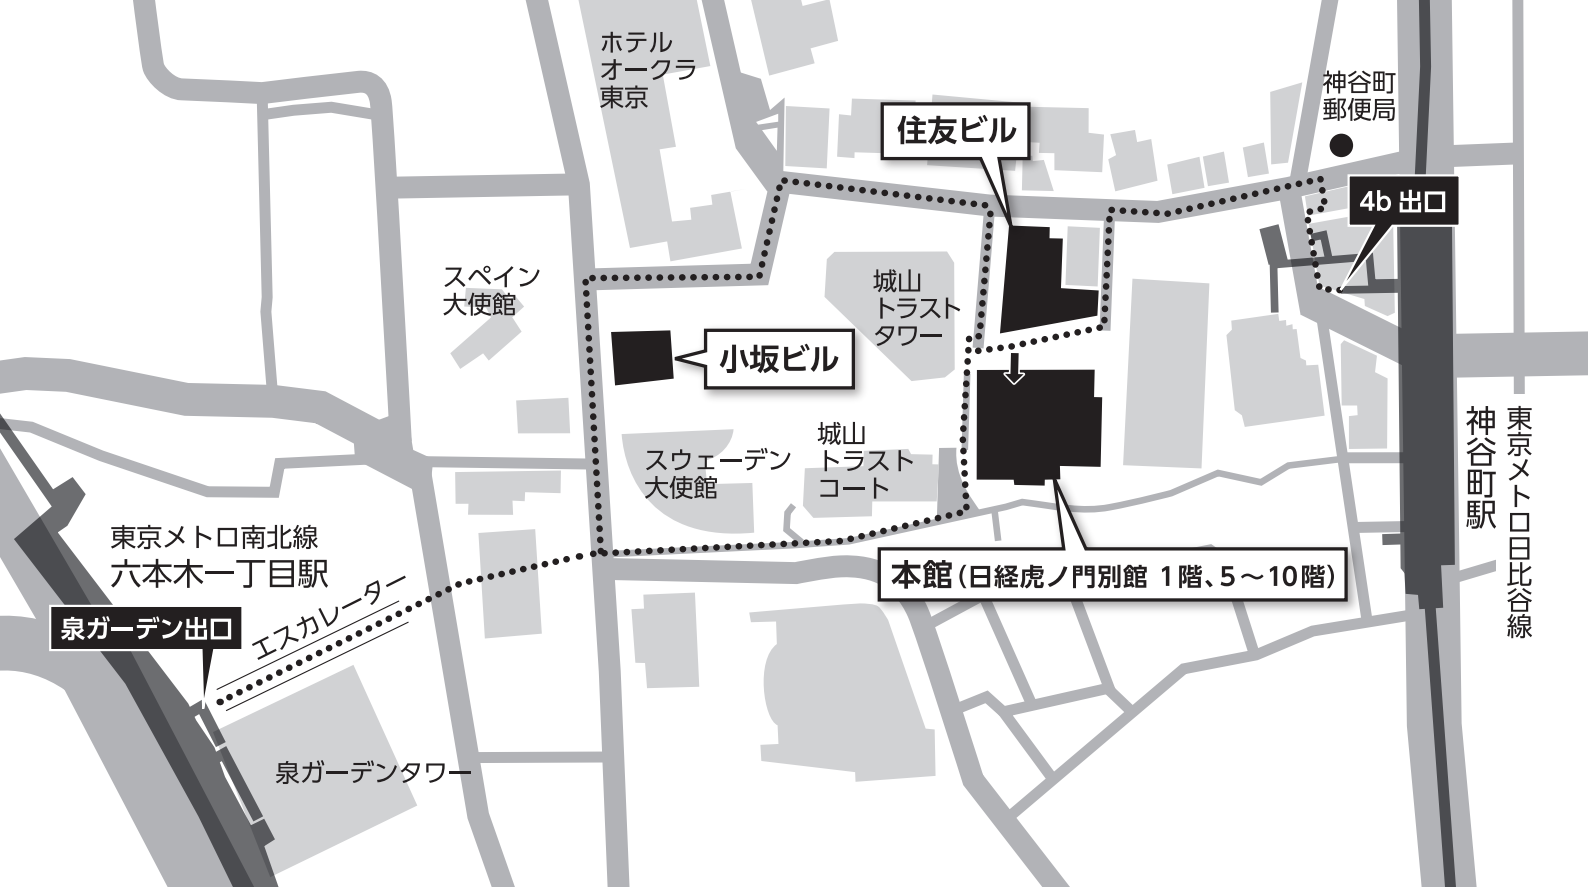 ホテル
オークラ
東京
神谷町
郵便局
住友ビル
4b 出口
スペイン
大使館
城山
トラスト
タワー
小坂ビル
城山
トラスト
コート
スウェーデン
大使館
東京メトロ日比谷線
神谷町駅
東京メトロ南北線
六本木一丁目駅
本館（日経虎ノ門別館 1階、5～10階）
エスカレーター
泉ガーデン出口
泉ガーデンタワー